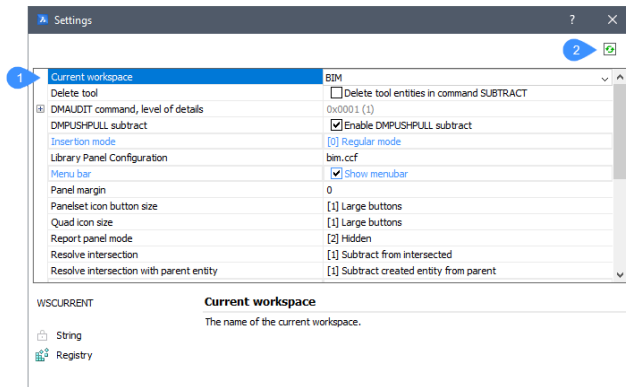 Settings
2
1
Current workspace BIM
Delete tool Delete tool entities in command SUBTRACT
DMAUDIT command, level of details 0x0001 (1)
DMPUSHPULL subtract Enable DMPUSHPULL subtract
Insertion mode [0] Regular mode
Library Panel Configuration bim.ccf
Menu bar Show menubar
Panel margin 0
Panelset icon button size [1] Large buttons
Quad icon size [1] Large buttons
Report panel mode [2] Hidden
Resolve intersection [1] Subtract from intersected
Resolve intersection with parent entity [1] Subtract created entity from parent
WSCURRENT Current workspace
The name of the current workspace.
String
Registry